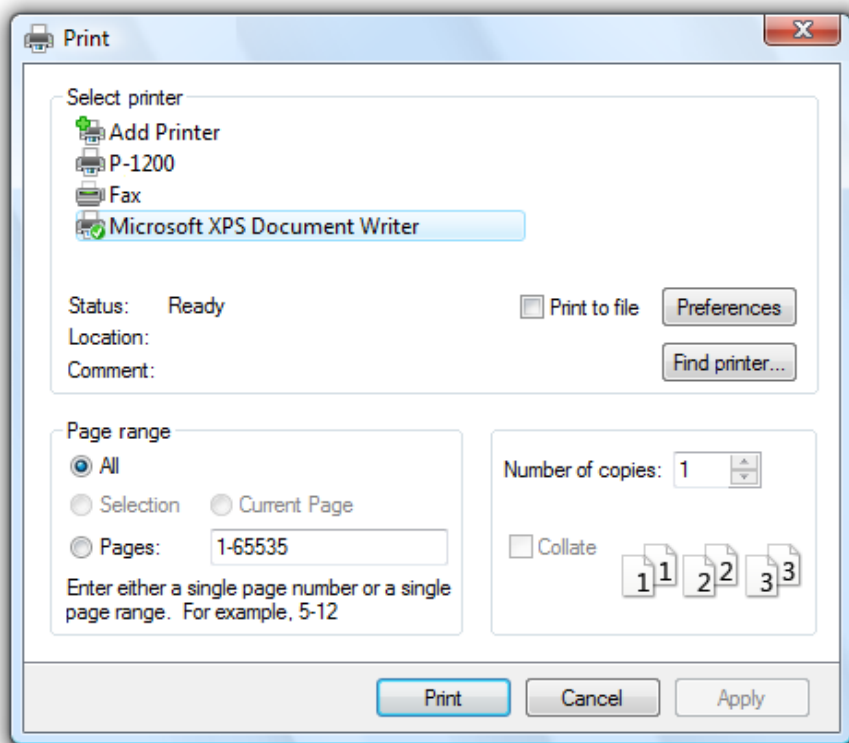 Print
X
Select printer
Add Printer
P-1200
Fax
Microsoft XPS Document Writer
Status: Ready
Print to file
Preferences
Location:
Comment:
Find printer...
Page range
All
Selection
Current Page
Pages: 1-65535
Enter either a single page number or a single
page range. For example, 5-12
Number of copies: 1
Collate
1 1 2 2 3 3
Print
Cancel
Apply